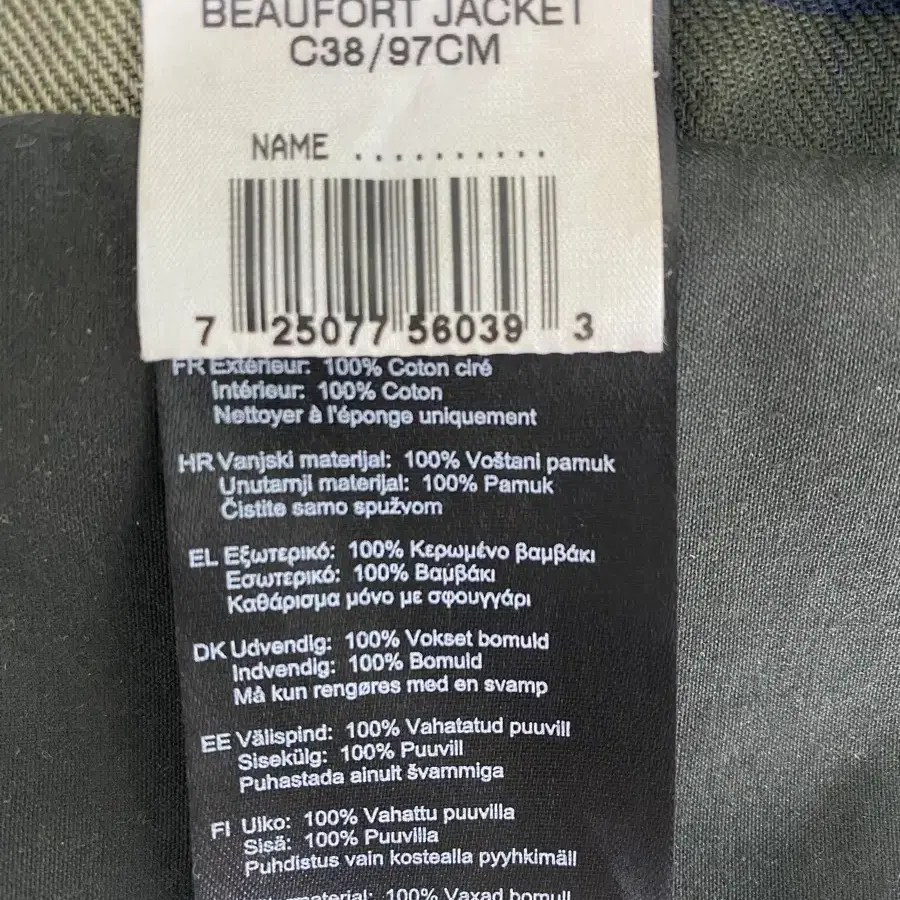 BEAUFORT JACKET
C38/97CM
NAME ..........
7 25077 56039 3
FR Extérieur: 100% Coton ciré
Intérieur: 100% Coton
Nettoyer à l'éponge uniquement
HR Vanjski materijal: 100% Voštani pamuk
Unutarnji materijal: 100% Pamuk
Čistite samo spužvom
EL Εξωτερικό: 100% Κερωμένο βαμβάκι
Εσωτερικό: 100% Βαμβάκι
Καθάρισμα μόνο με σφουγγάρι
DK Udvendig: 100% Vokset bomuld
Indvendig: 100% Bomuld
Må kun rengøres med en svamp
EE Välispind: 100% Vahatatud puuvill
Sisekülg: 100% Puuvill
Puhastada ainult švammiga
FI Ulko: 100% Vahattu puuvilla
Sisä: 100% Puuvilla
Puhdistus vain kostealla pyyhkimäll
material: 100% Vaxad bomull